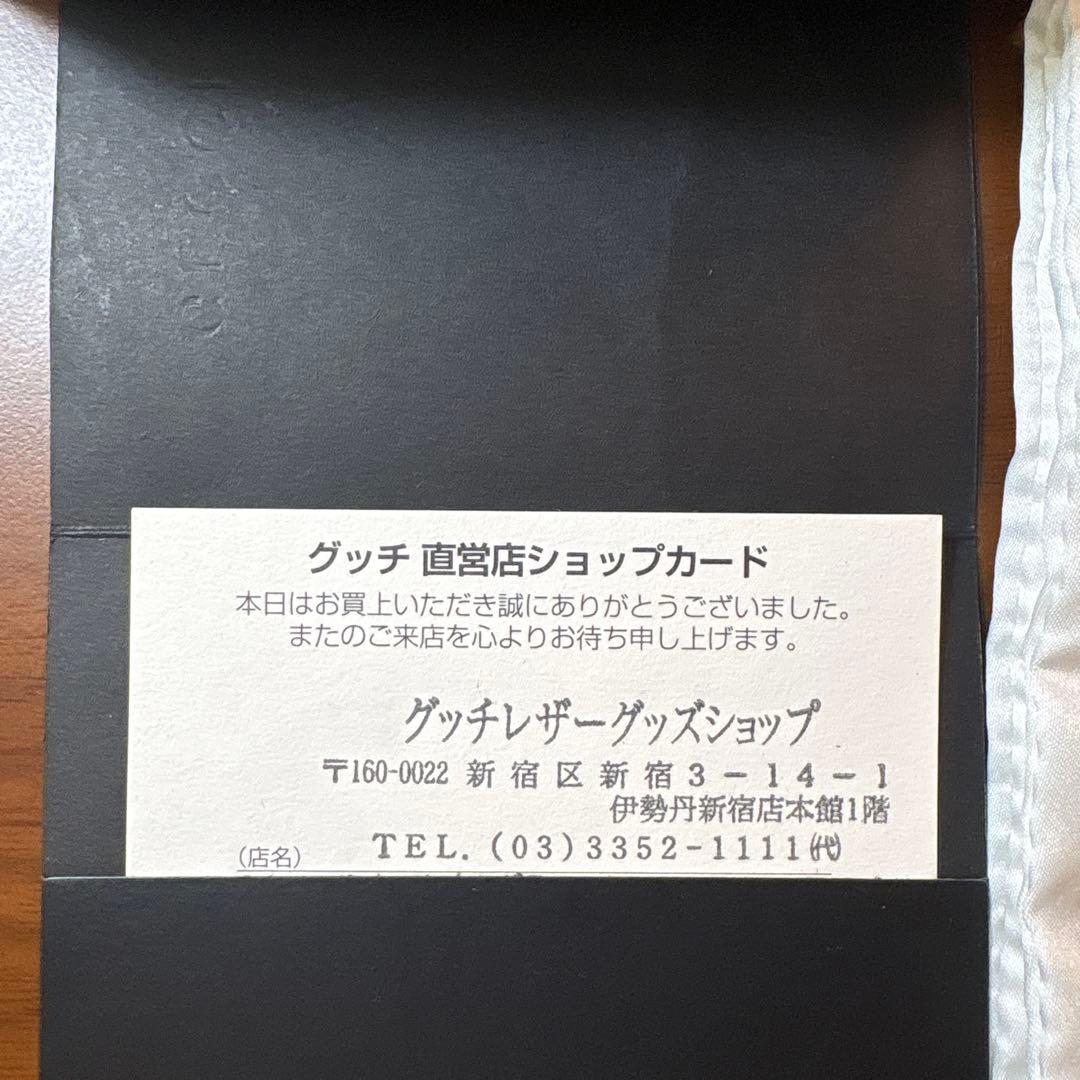 グッチ 直営店ショップカード
本日はお買上いただき誠にありがとうございました。
またのご来店を心よりお待ち申し上げます。
グッチレザーグッズショップ
〒160-0022 新宿区新宿3-14-1
伊勢丹新宿店本館1階
TEL.(03)3352-1111㈹
(店名)